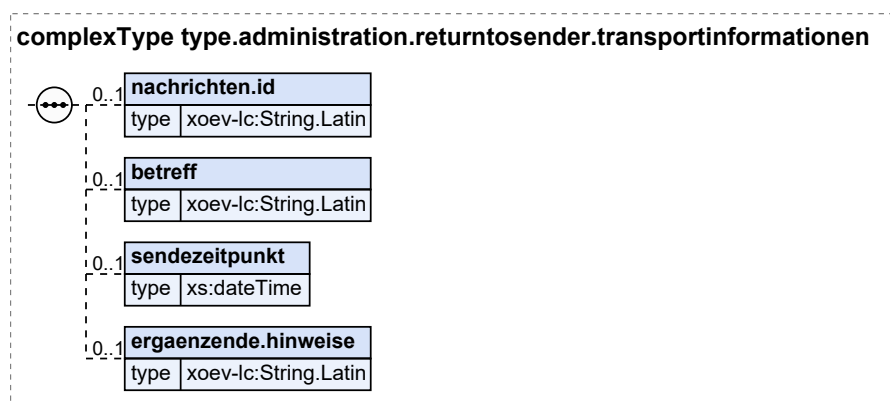 complexType type.administration.returntosender.transportinformationen
0..1 nachrichten.id
type xoev-lc:String.Latin
0..1 betreff
type xoev-lc:String.Latin
0..1 sendezeitpunkt
type xs:dateTime
0..1 ergaenzende.hinweise
type xoev-lc:String.Latin